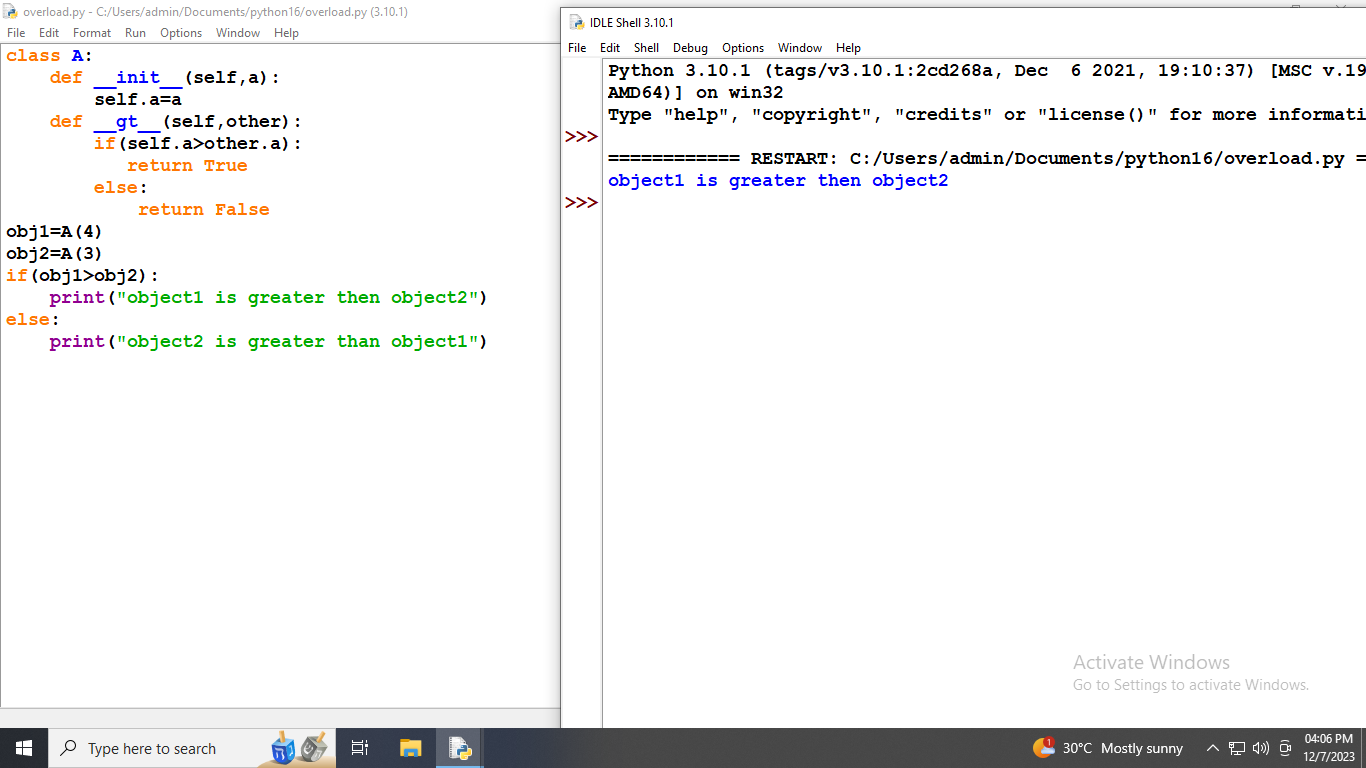 overload.py - C:/Users/admin/Documents/python16/overload.py (3.10.1)
File Edit Format Run Options Window Help
class A:
    def __init__(self,a):
        self.a=a
    def __gt__(self,other):
        if(self.a>other.a):
           return True
        else:
            return False
obj1=A(4)
obj2=A(3)
if(obj1>obj2):
    print("object1 is greater then object2")
else:
    print("object2 is greater than object1")
IDLE Shell 3.10.1
File Edit Shell Debug Options Window Help
Python 3.10.1 (tags/v3.10.1:2cd268a, Dec  6 2021, 19:10:37) [MSC v.19
AMD64)] on win32
Type "help", "copyright", "credits" or "license()" for more informati
>>>
============ RESTART: C:/Users/admin/Documents/python16/overload.py =
object1 is greater then object2
>>>
Activate Windows
Go to Settings to activate Windows.
Type here to search
1
30°C Mostly sunny
04:06 PM
12/7/2023